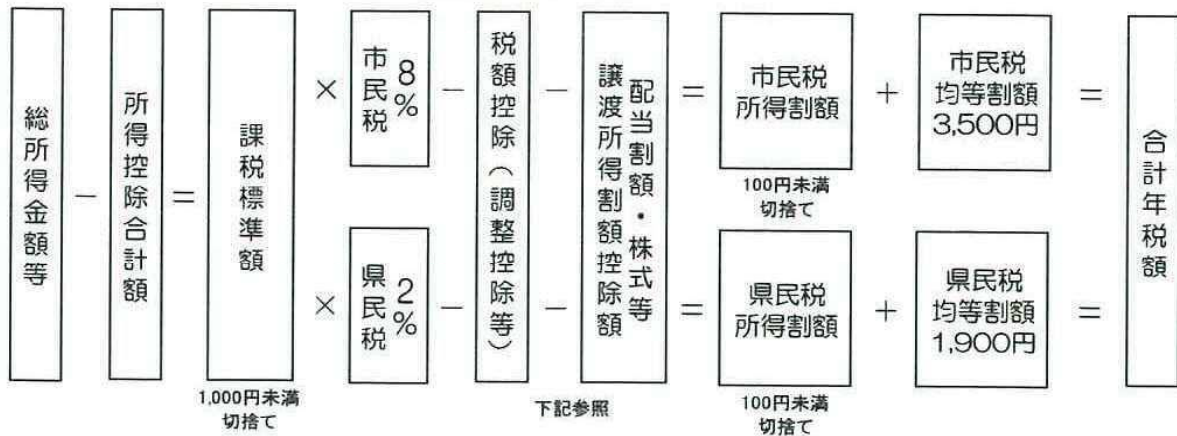 総所得金額等
－
所得控除合計額
＝
課税標準額
1,000円未満
切捨て
×
市民税
8%
×
県民税
2%
－
－
税額控除（調整控除等）
－
－
配当割額・株式等
譲渡所得割額控除額
下記参照
＝
市民税
所得割額
100円未満
切捨て
＋
市民税
均等割額
3,500円
＝
＝
県民税
所得割額
100円未満
切捨て
＋
県民税
均等割額
1,900円
＝
合計年税額